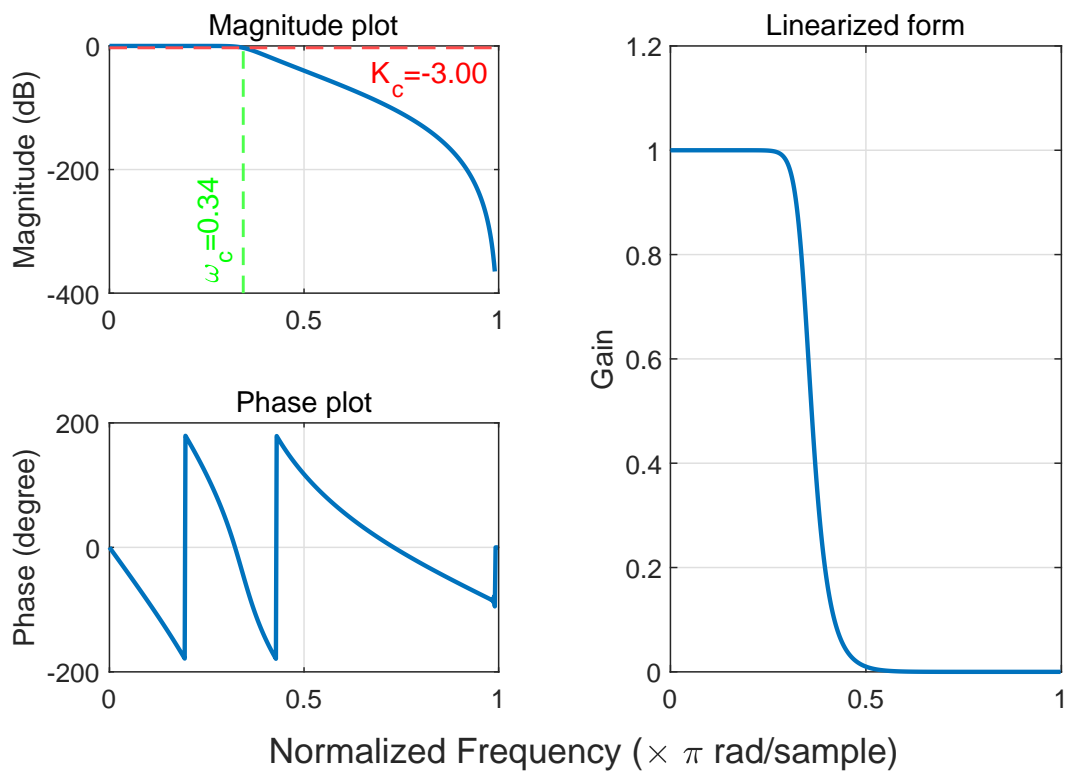 Magnitude plot
Magnitude (dB)
0
-200
-400
K_c=-3.00
ω_c=0.34
0
0.5
1
Phase plot
Phase (degree)
200
0
-200
0
0.5
1
Linearized form
Gain
1.2
1
0.8
0.6
0.4
0.2
0
0
0.5
1
Normalized Frequency (× π rad/sample)